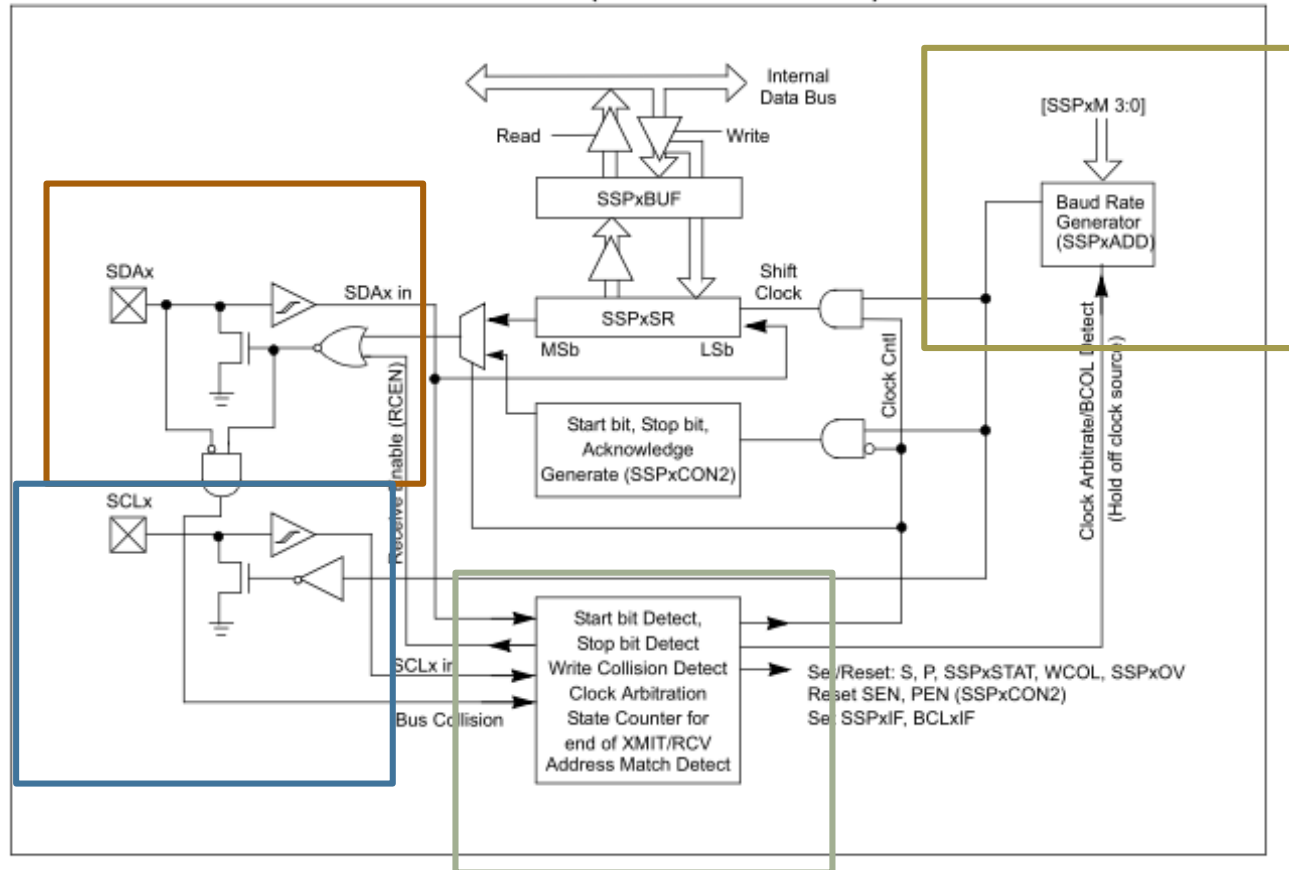 Internal
Data Bus
Read
Write
[SSPxM 3:0]
SSPxBUF
Baud Rate
Generator
(SSPxADD)
SDAx
SDAx in
Shift
Clock
SSPxSR
MSb
LSb
Clock Cntl
Clock Arbitrate/BCOL Detect
(Hold off clock source)
Receive Enable (RCEN)
Start bit, Stop bit,
Acknowledge
Generate (SSPxCON2)
SCLx
SCLx in
Bus Collision
Start bit Detect,
Stop bit Detect
Write Collision Detect
Clock Arbitration
State Counter for
end of XMIT/RCV
Address Match Detect
Set/Reset: S, P, SSPxSTAT, WCOL, SSPxOV
Reset SEN, PEN (SSPxCON2)
Set SSPxIF, BCLxIF